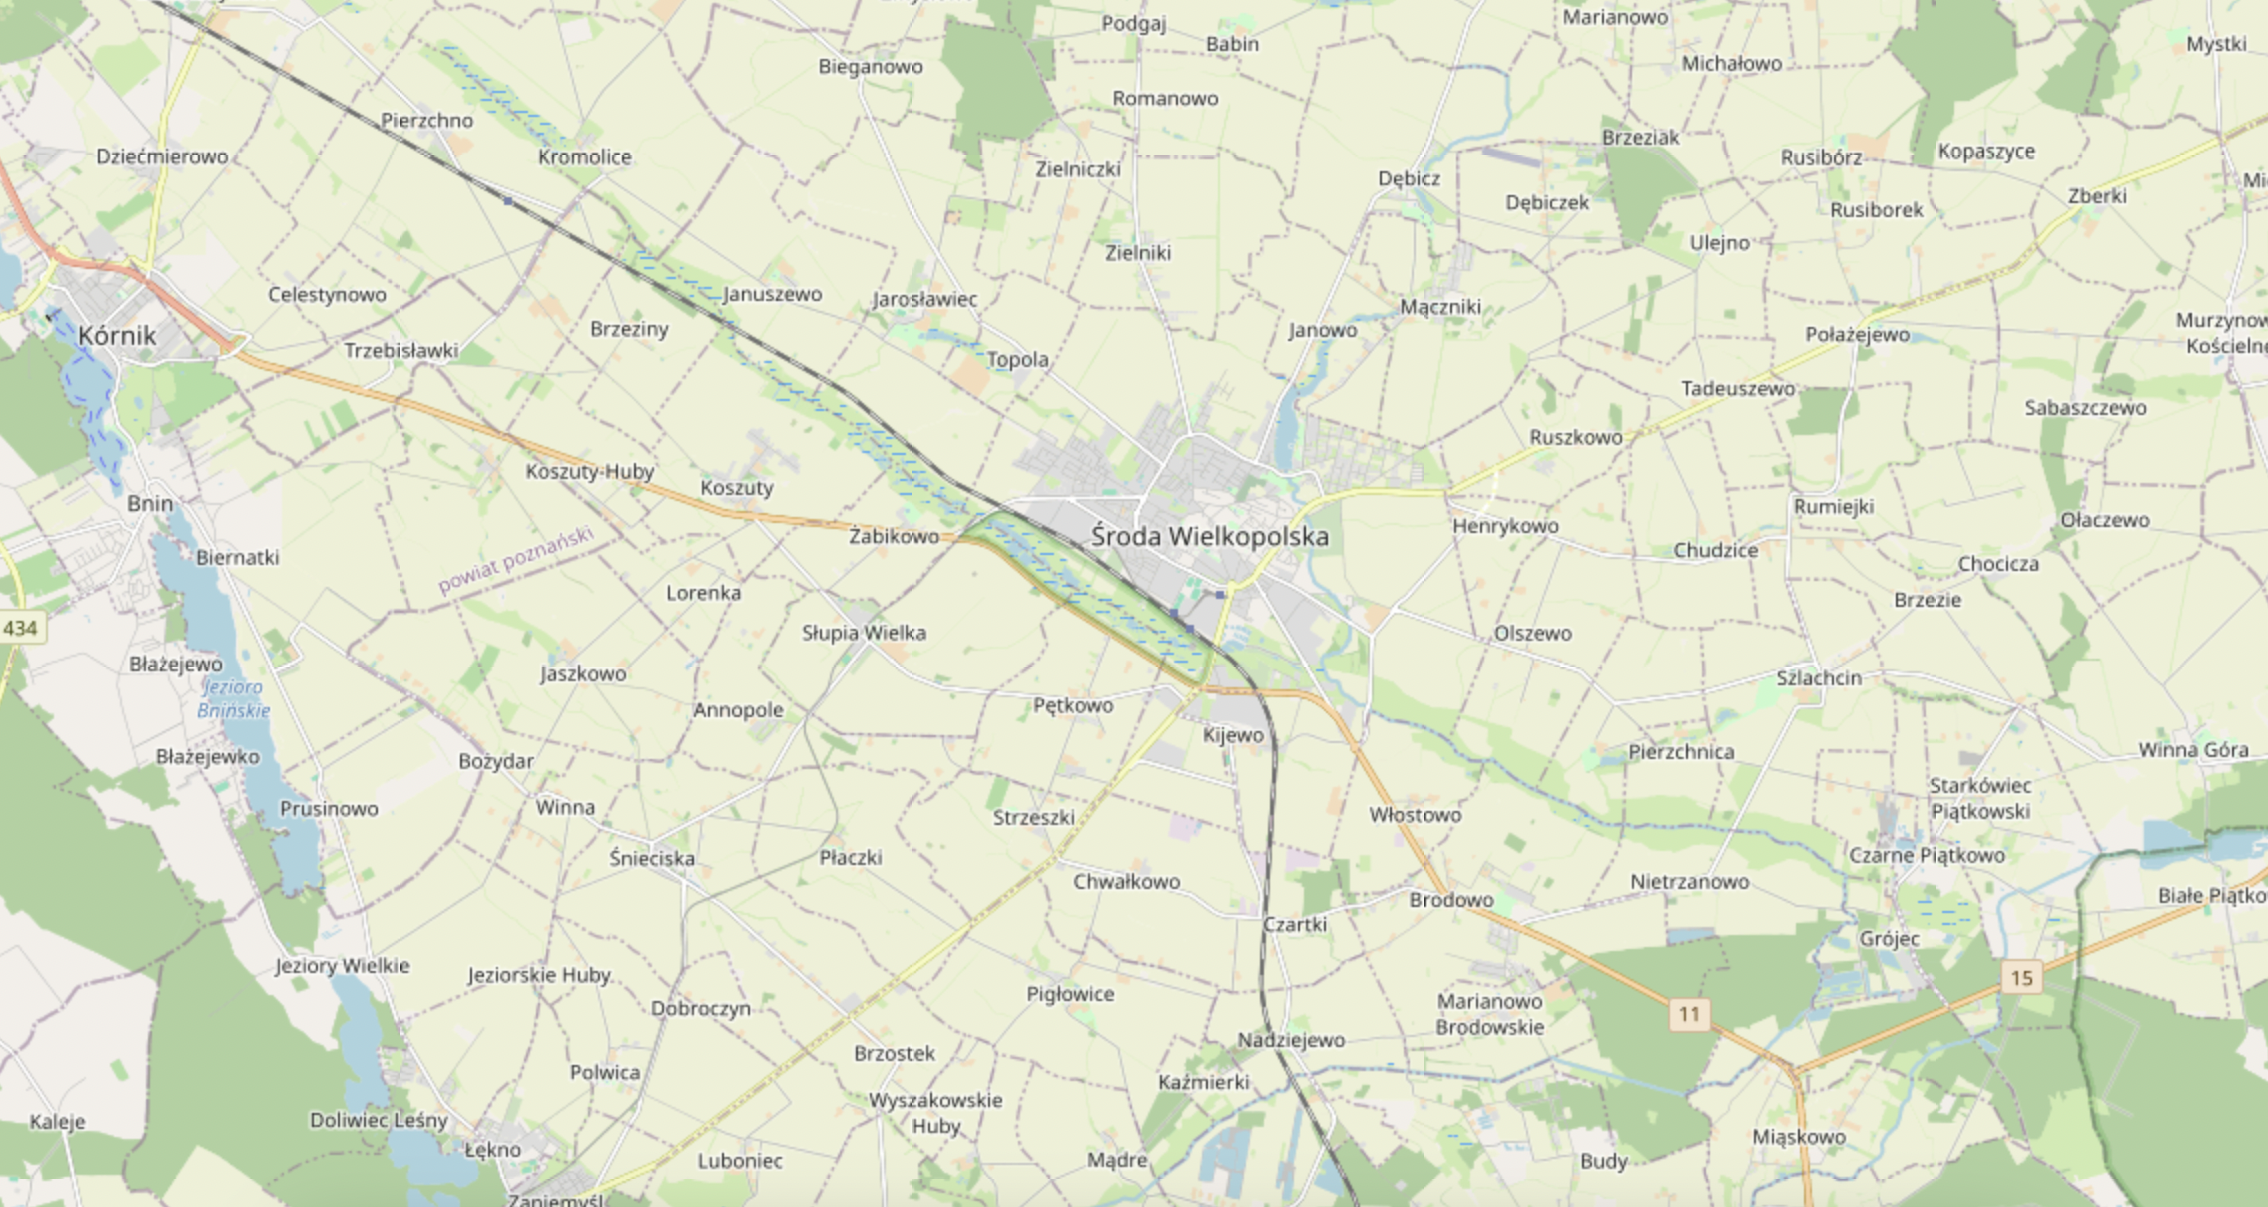 Podgaj
Marianowo
Babin
Mystki
Bieganowo
Michałowo
Romanowo
Pierzchno
Brzeziak
Dziećmierowo
Kromolice
Rusibórz
Kopaszyce
Zielniczki
Dębicz
Zberki
Dębiczek
Rusiborek
Zielniki
Ulejno
Celestynowo
Januszewo
Jarosławiec
Mączniki
Kórnik
Brzeziny
Janowo
Połażejewo
Trzebisławki
Topola
Tadeuszewo
Sabaszczewo
Ruszkowo
Koszuty-Huby
Koszuty
Bnin
Rumiejki
Żabikowo
Środa Wielkopolska
Henrykowo
Olaczewo
Biernatki
powiat poznański
Chudzice
Chocicza
Lorenka
Brzezie
434
Słupia Wielka
Olszewo
Błażejewo
Jaszkowo
Szlachcin
Jezioro
Bnińskie
Annopole
Pętkowo
Kijewo
Błażejewko
Bożydar
Pierzchnica
Winna Góra
Starkówiec
Piątkowski
Prusinowo
Winna
Strzeszki
Włostowo
Śnieciska
Płaczki
Czarne Piątkowo
Chwałkowo
Nietrzanowo
Brodowo
Czartki
Grójec
Jeziory Wielkie
Jeziorskie Huby
15
Dobroczyn
Pigłowice
Marianowo
Brodowskie
11
Brzostek
Nadziejewo
Polwica
Kaźmierki
Wyszakowskie
Huby
Kaleje
Doliwiec Leśny
Łękno
Luboniec
Mądre
Budy
Miąskowo
Zaniemyśl